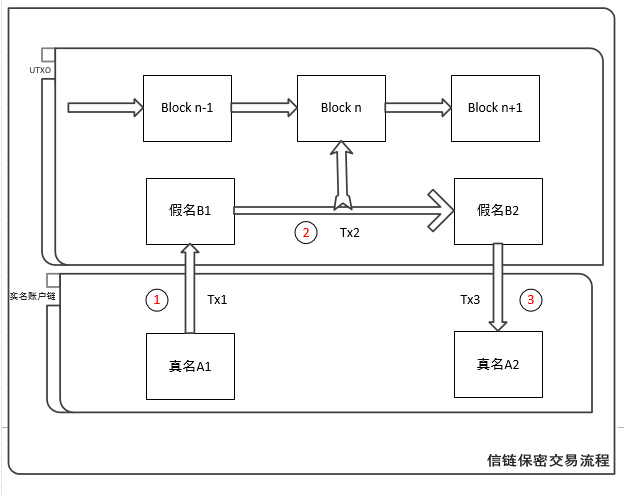 UTXO
Block n-1
Block n
Block n+1
假名B1
假名B2
2
Tx2
实名账户链
1
Tx1
Tx3
3
真名A1
真名A2
信链保密交易流程